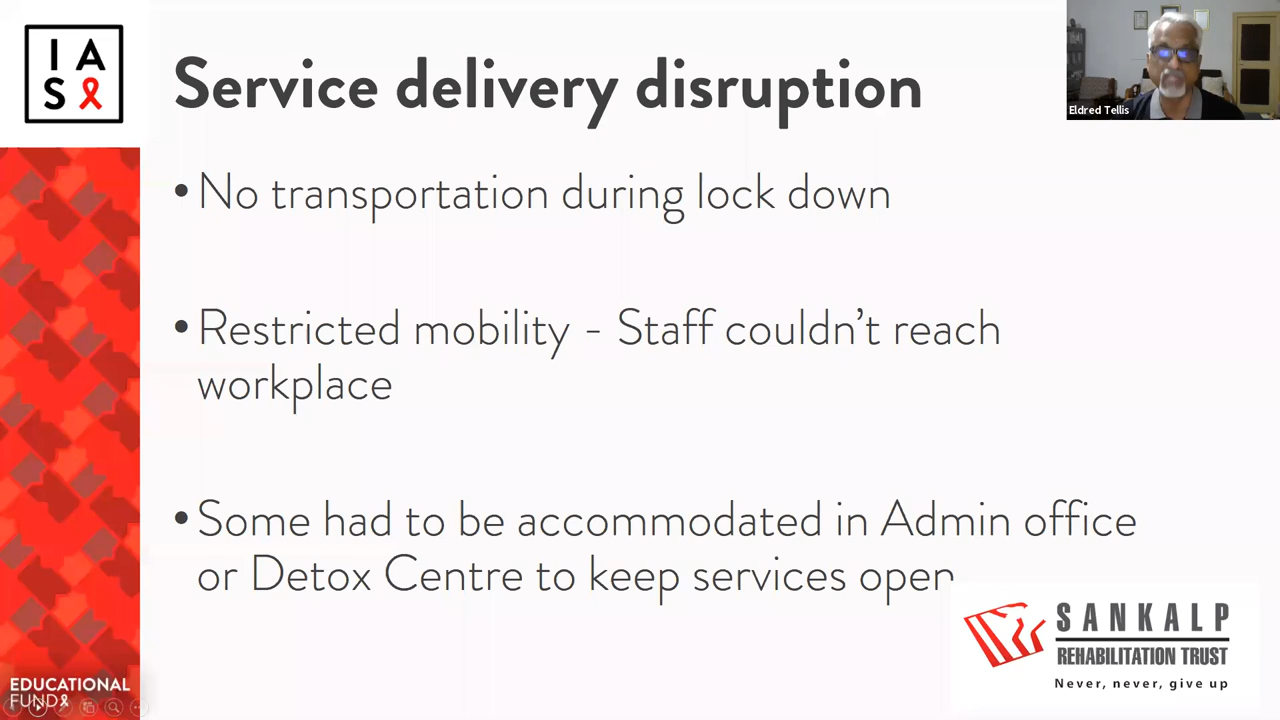 I A
S
Service delivery disruption
Eldred Tellis
• No transportation during lock down
• Restricted mobility - Staff couldn't reach
workplace
• Some had to be accommodated in Admin office
or Detox Centre to keep services open
SANKALP
REHABILITATION TRUST
Never, never, give up
EDUCATIONAL
FUND